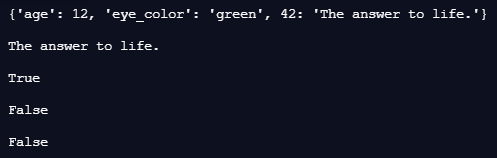 {'age': 12, 'eye_color': 'green', 42: 'The answer to life.'}
The answer to life.
True
False
False